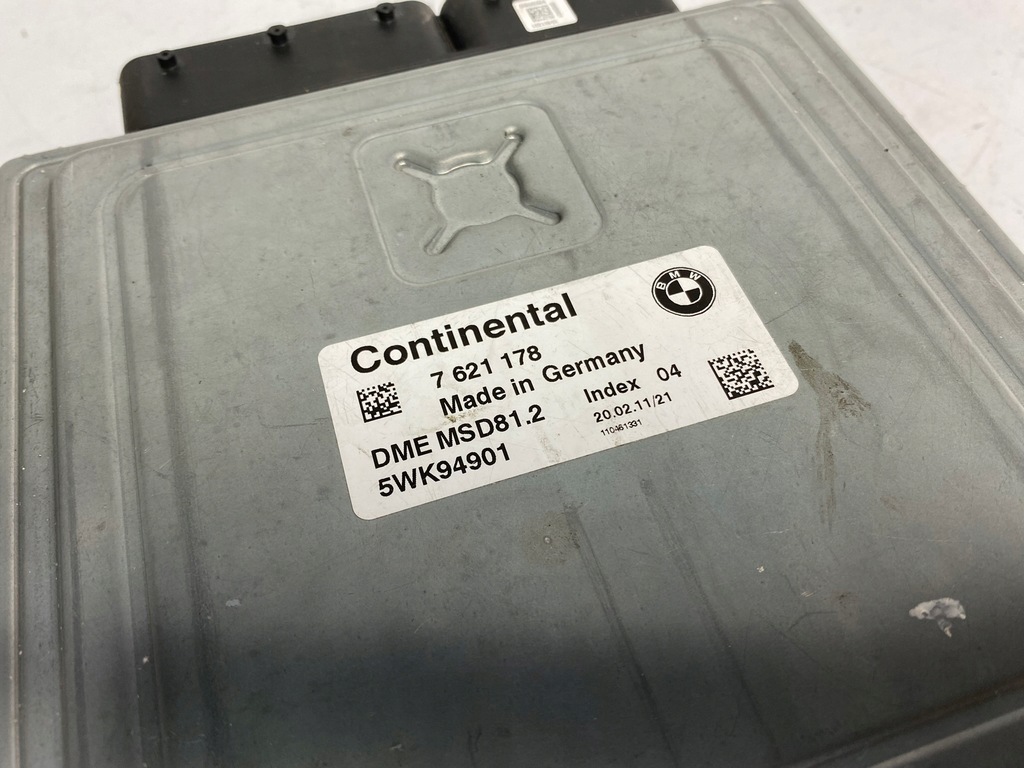 Continental
BMW
7 621 178
Made in Germany
DME MSD81.2
Index 04
5WK94901
20.02.11/21
110461331